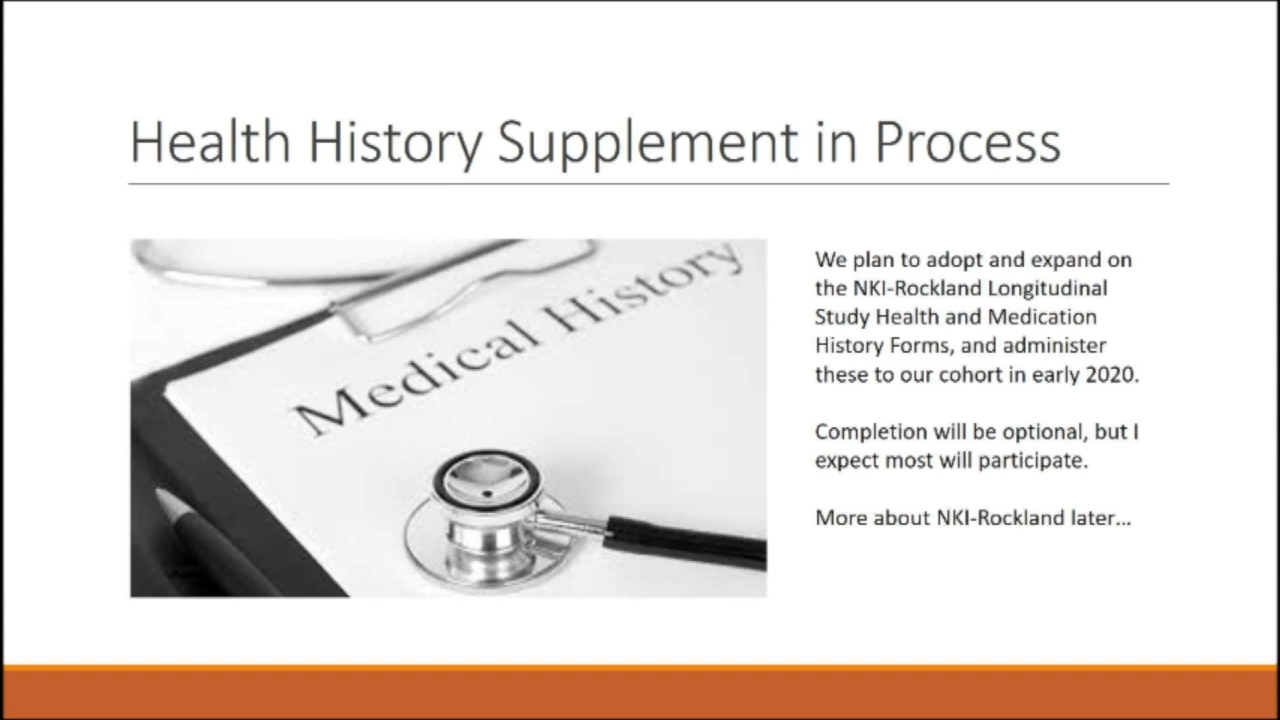 Health History Supplement in Process
Medical History
We plan to adopt and expand on
the NKI-Rockland Longitudinal
Study Health and Medication
History Forms, and administer
these to our cohort in early 2020.
Completion will be optional, but I
expect most will participate.
More about NKI-Rockland later...